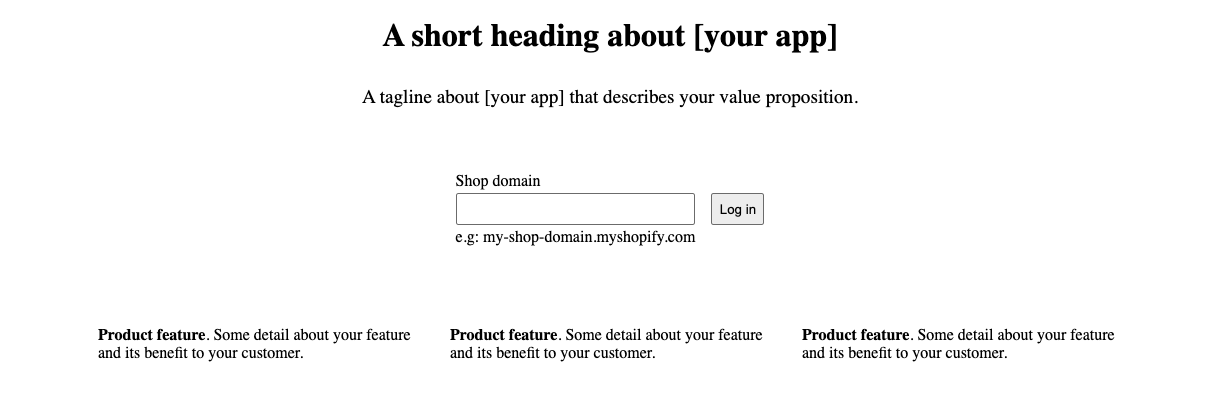 A short heading about [your app]
A tagline about [your app] that describes your value proposition.
Shop domain
Log in
e.g: my-shop-domain.myshopify.com
Product feature. Some detail about your feature
and its benefit to your customer.
Product feature. Some detail about your feature
and its benefit to your customer.
Product feature. Some detail about your feature
and its benefit to your customer.